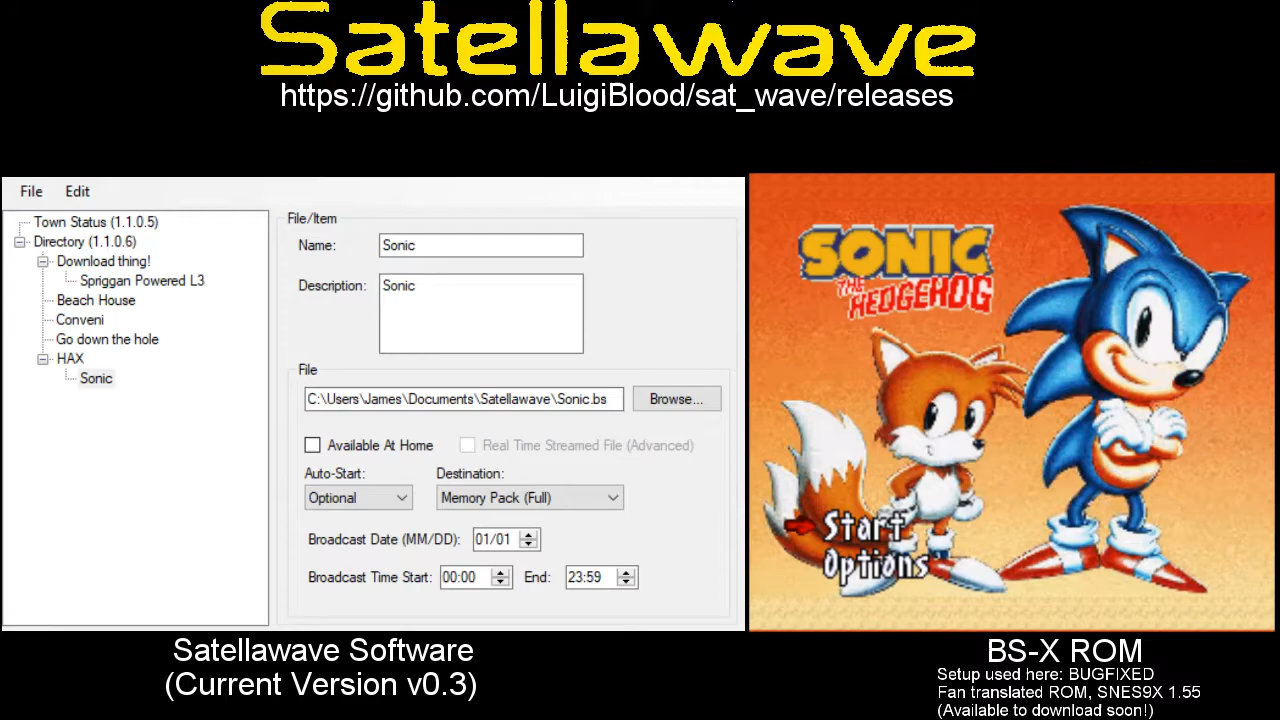 Satellawave
https://github.com/LuigiBlood/sat_wave/releases
File Edit
Town Status (1.1.0.5)
Directory (1.1.0.6)
Download thing!
Spriggan Powered L3
Beach House
Conveni
Go down the hole
HAX
Sonic
File/Item
Name: Sonic
Description: Sonic
File
C:\Users\James\Documents\Satellawave\Sonic.bs Browse...
Available At Home Real Time Streamed File (Advanced)
Auto-Start: Destination:
Optional Memory Pack (Full)
Broadcast Date (MM/DD): 01/01
Broadcast Time Start: 00:00 End: 23:59
SONIC
THE
HEDGEHOG
Start
Options
Satellawave Software
(Current Version v0.3)
BS-X ROM
Setup used here: BUGFIXED
Fan translated ROM, SNES9X 1.55
(Available to download soon!)